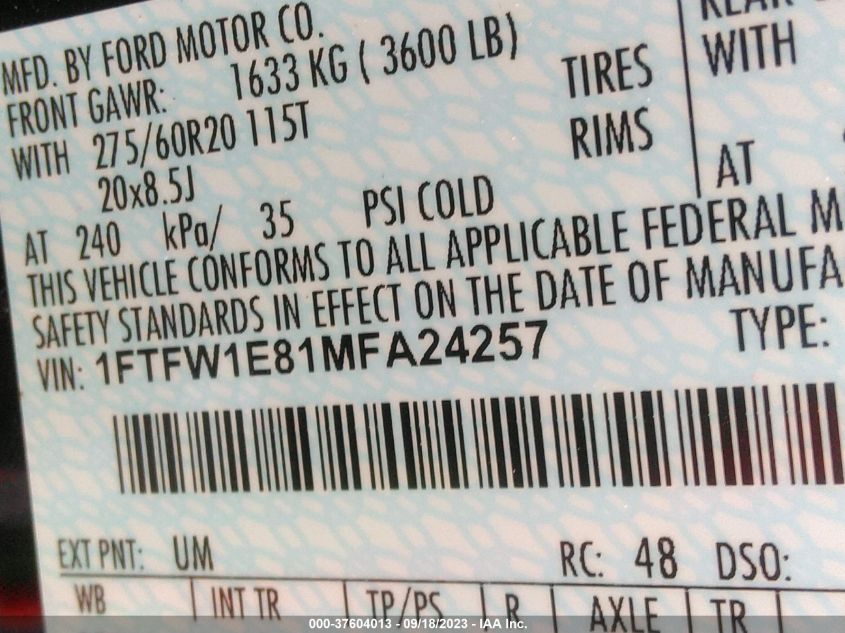 MFD. BY FORD MOTOR CO.
FRONT GAWR: 1633 KG ( 3600 LB)
WITH 275/60R20 115T TIRES
20x8.5J RIMS
AT 240 kPa/ 35 PSI COLD
WITH
AT
THIS VEHICLE CONFORMS TO ALL APPLICABLE FEDERAL M
SAFETY STANDARDS IN EFFECT ON THE DATE OF MANUFA
VIN: 1FTFW1E81MFA24257 TYPE:
EXT PNT: UM RC: 48 DSO:
WB INT TR TP/PS R AXLE TR
000-37604013 - 09/18/2023 - IAA Inc.